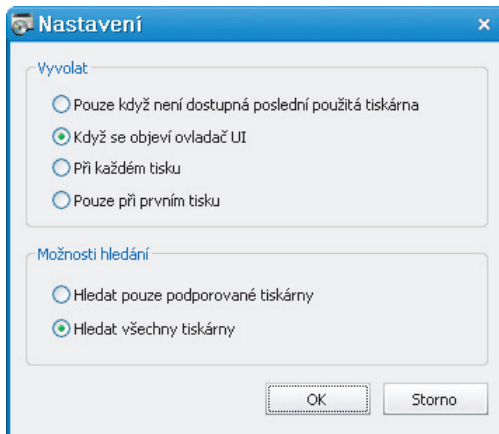 Nastavení
Vyvolat
Pouze když není dostupná poslední použitá tiskárna
Když se objeví ovladač UI
Při každém tisku
Pouze při prvním tisku
Možnosti hledání
Hledat pouze podporované tiskárny
Hledat všechny tiskárny
OK
Storno